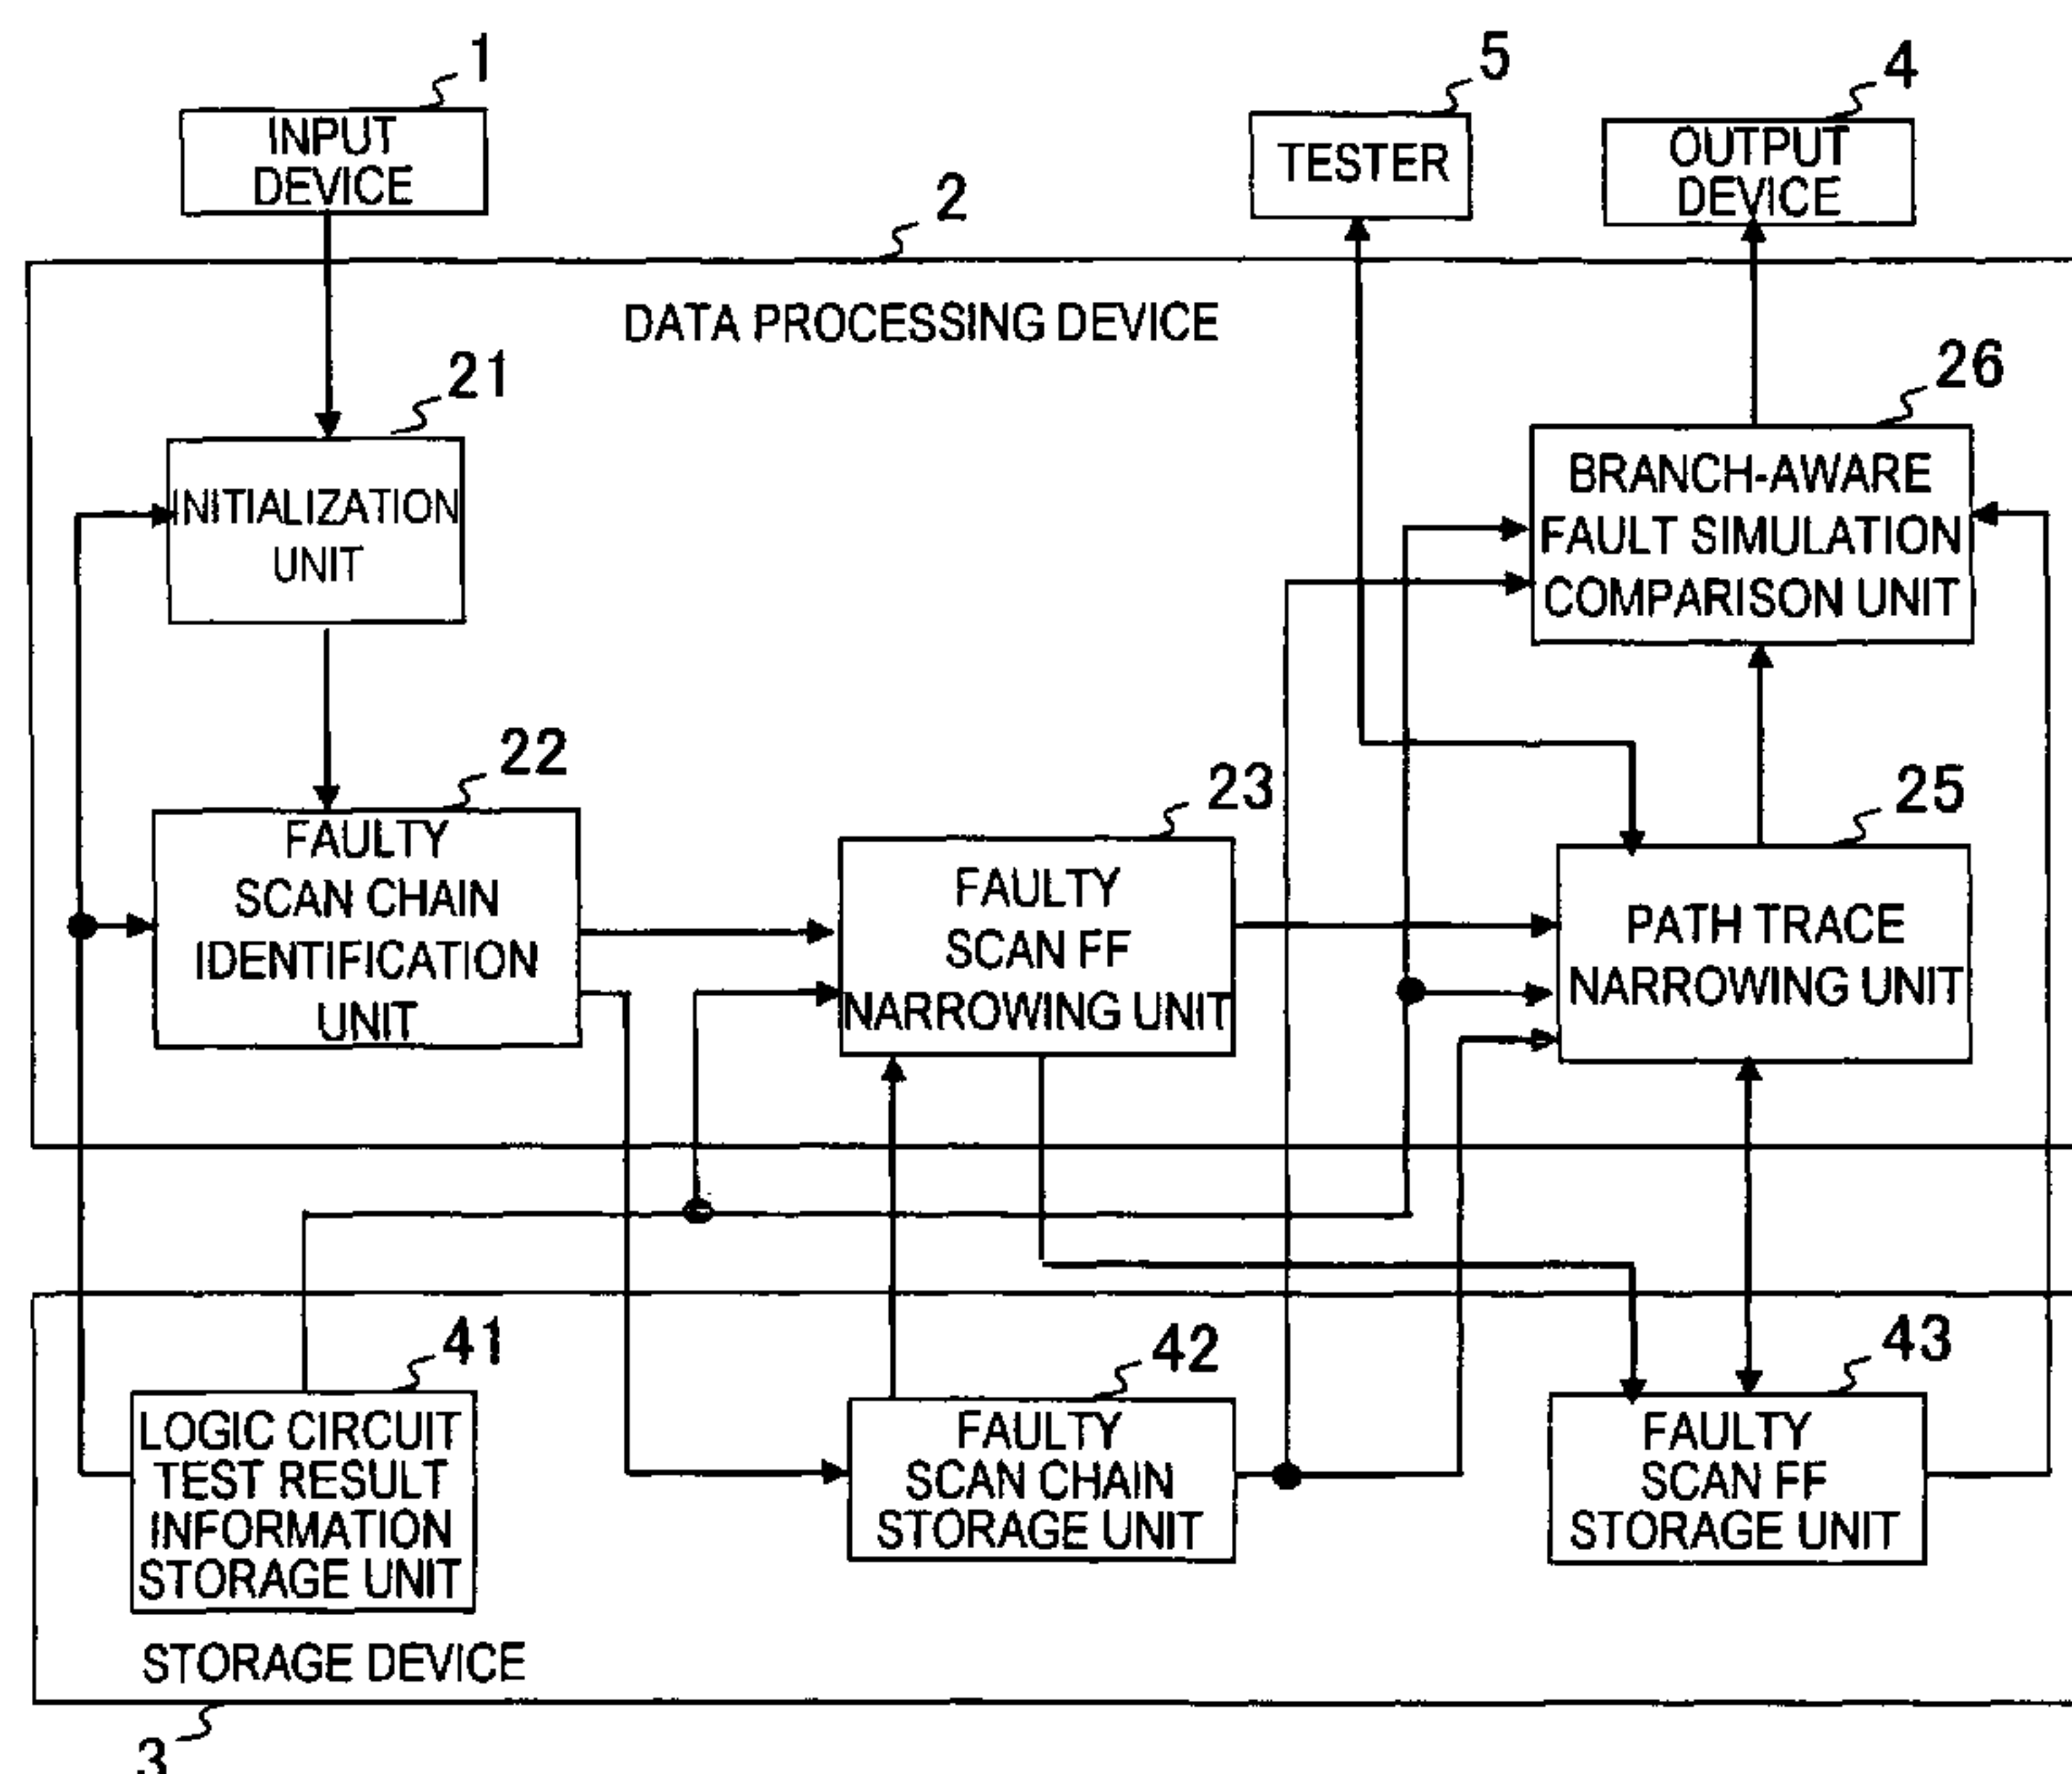 1
5
4
INPUT
DEVICE
TESTER
OUTPUT
DEVICE
2
DATA PROCESSING DEVICE
21
26
INITIALIZATION
UNIT
BRANCH-AWARE
FAULT SIMULATION
COMPARISON UNIT
22
23
25
FAULTY
SCAN CHAIN
IDENTIFICATION
UNIT
FAULTY
SCAN FF
NARROWING UNIT
PATH TRACE
NARROWING UNIT
41
42
43
LOGIC CIRCUIT
TEST RESULT
INFORMATION
STORAGE UNIT
FAULTY
SCAN CHAIN
STORAGE UNIT
FAULTY
SCAN FF
STORAGE UNIT
STORAGE DEVICE
3